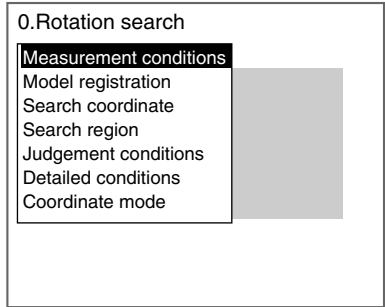 0.Rotation search
Measurement conditions
Model registration
Search coordinate
Search region
Judgement conditions
Detailed conditions
Coordinate mode